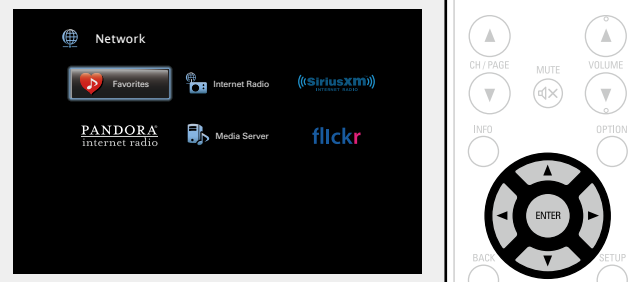 Network
Favorites
Internet Radio
((SiriusXM))
INTERNET RADIO
PANDORA®
internet radio
Media Server
flickr
CH / PAGE
MUTE
VOLUME
INFO
OPTION
ENTER
BACK
SETUP